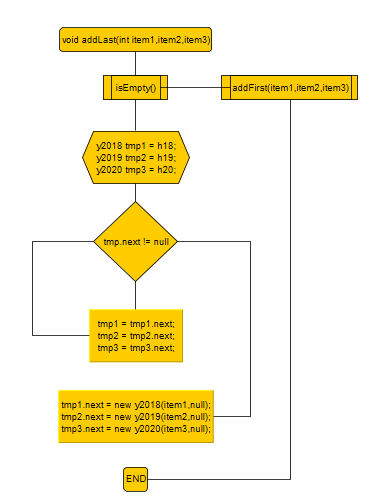 void addLast(int item1,item2,item3)
isEmpty()
addFirst(item1,item2,item3)
y2018 tmp1 = h18;
y2019 tmp2 = h19;
y2020 tmp3 = h20;
tmp.next != null
tmp1 = tmp1.next;
tmp2 = tmp2.next;
tmp3 = tmp3.next;
tmp1.next = new y2018(item1,null);
tmp2.next = new y2019(item2,null);
tmp3.next = new y2020(item3,null);
END